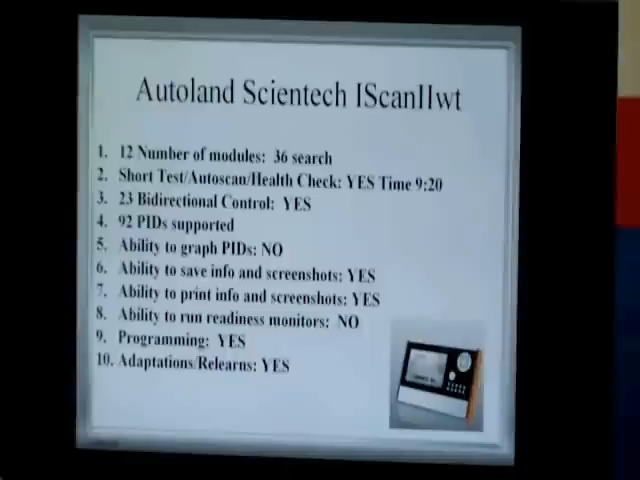 Autoland Scientech IScanIIwt
1. 12 Number of modules: 36 search
2. Short Test/Autoscan/Health Check: YES Time 9:20
3. 23 Bidirectional Control: YES
4. 92 PIDs supported
5. Ability to graph PIDs: NO
6. Ability to save info and screenshots: YES
7. Ability to print info and screenshots: YES
8. Ability to run readiness monitors: NO
9. Programming: YES
10. Adaptations/Relearns: YES